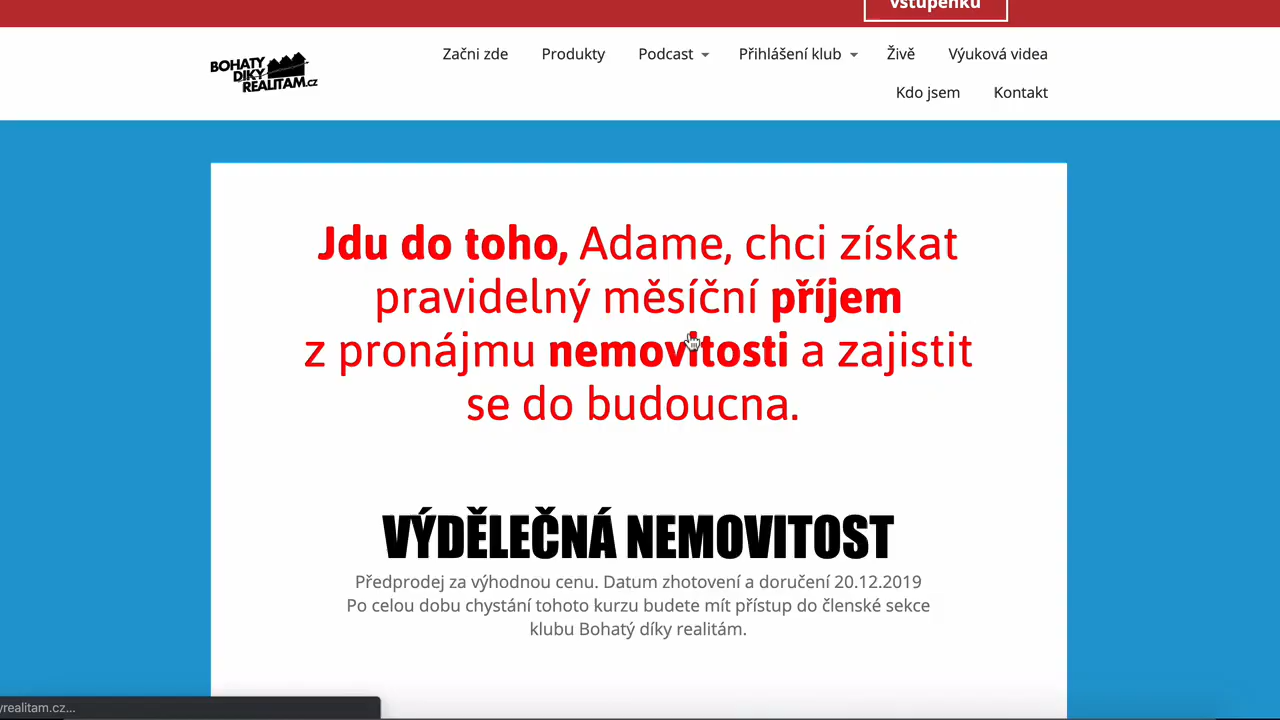 vstupenku
BOHATY
DIKY
REALITAM.cz
Začni zde
Produkty
Podcast
Přihlášení klub
Živě
Výuková videa
Kdo jsem
Kontakt
Jdu do toho, Adame, chci získat
pravidelný měsíční příjem
z pronájmu nemovitosti a zajistit
se do budoucna.
VÝDĚLEČNÁ NEMOVITOST
Předprodej za výhodnou cenu. Datum zhotovení a doručení 20.12.2019
Po celou dobu chystání tohoto kurzu budete mít přístup do členské sekce
klubu Bohatý díky realitám.
yrealitam.cz...